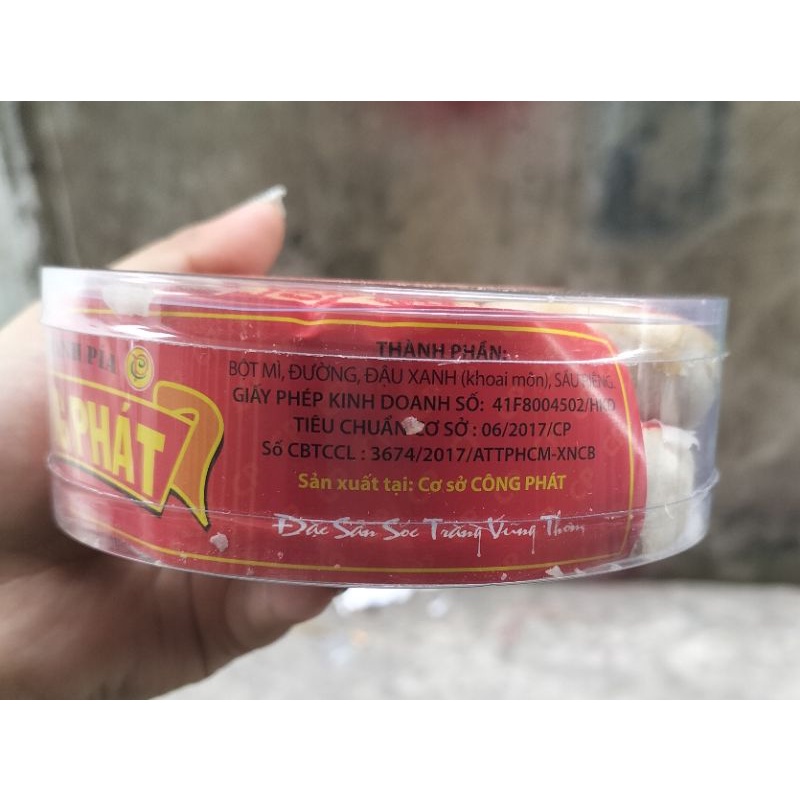 PIA
PHÁT
THÀNH PHẦN:
BỘT MÌ, ĐƯỜNG, ĐẬU XANH (khoai môn), SẦU RIÊNG.
GIẤY PHÉP KINH DOANH SỐ: 41F8004502/HKD
TIÊU CHUẨN CƠ SỞ : 06/2017/CP
Số CBTCCL : 3674/2017/ATTPHCM-XNCB
Sản xuất tại: Cơ sở CÔNG PHÁT
Đặc Sản Sóc Trăng Vũng Thơm